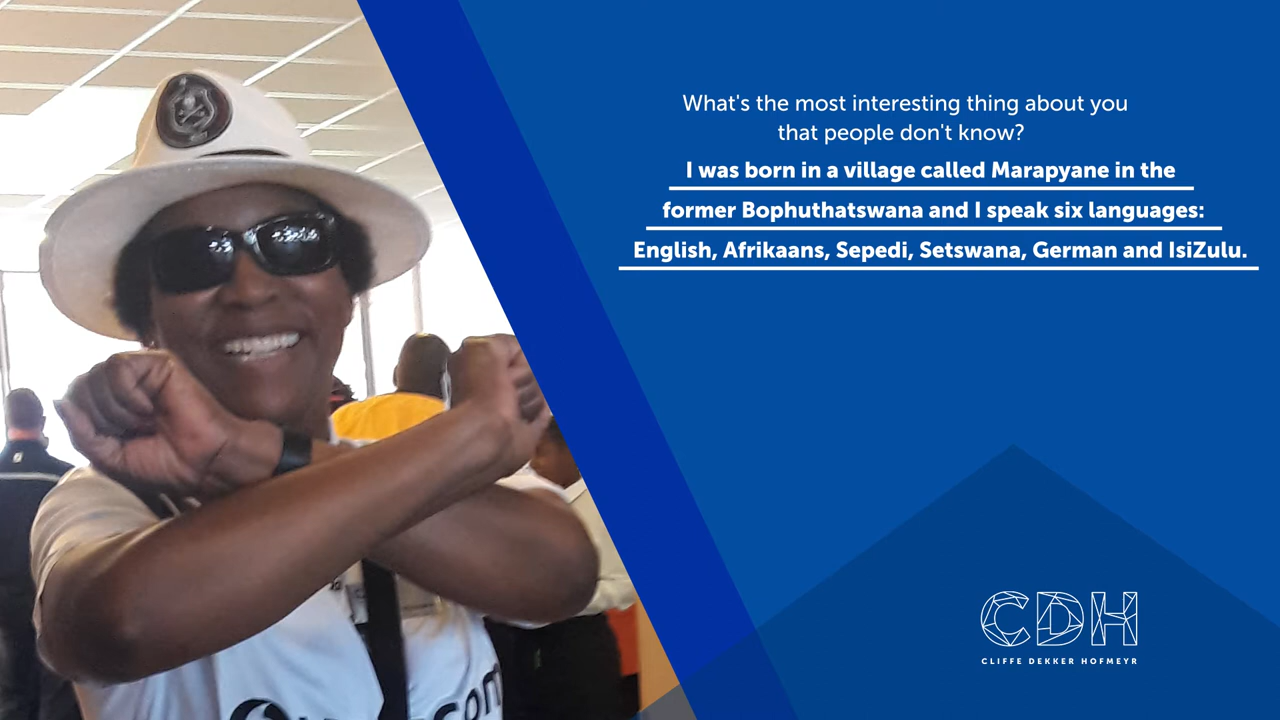 What's the most interesting thing about you
that people don't know?
I was born in a village called Marapyane in the
former Bophuthatswana and I speak six languages:
English, Afrikaans, Sepedi, Setswana, German and IsiZulu.
CDH
CLIFFE DEKKER HOFMEYR